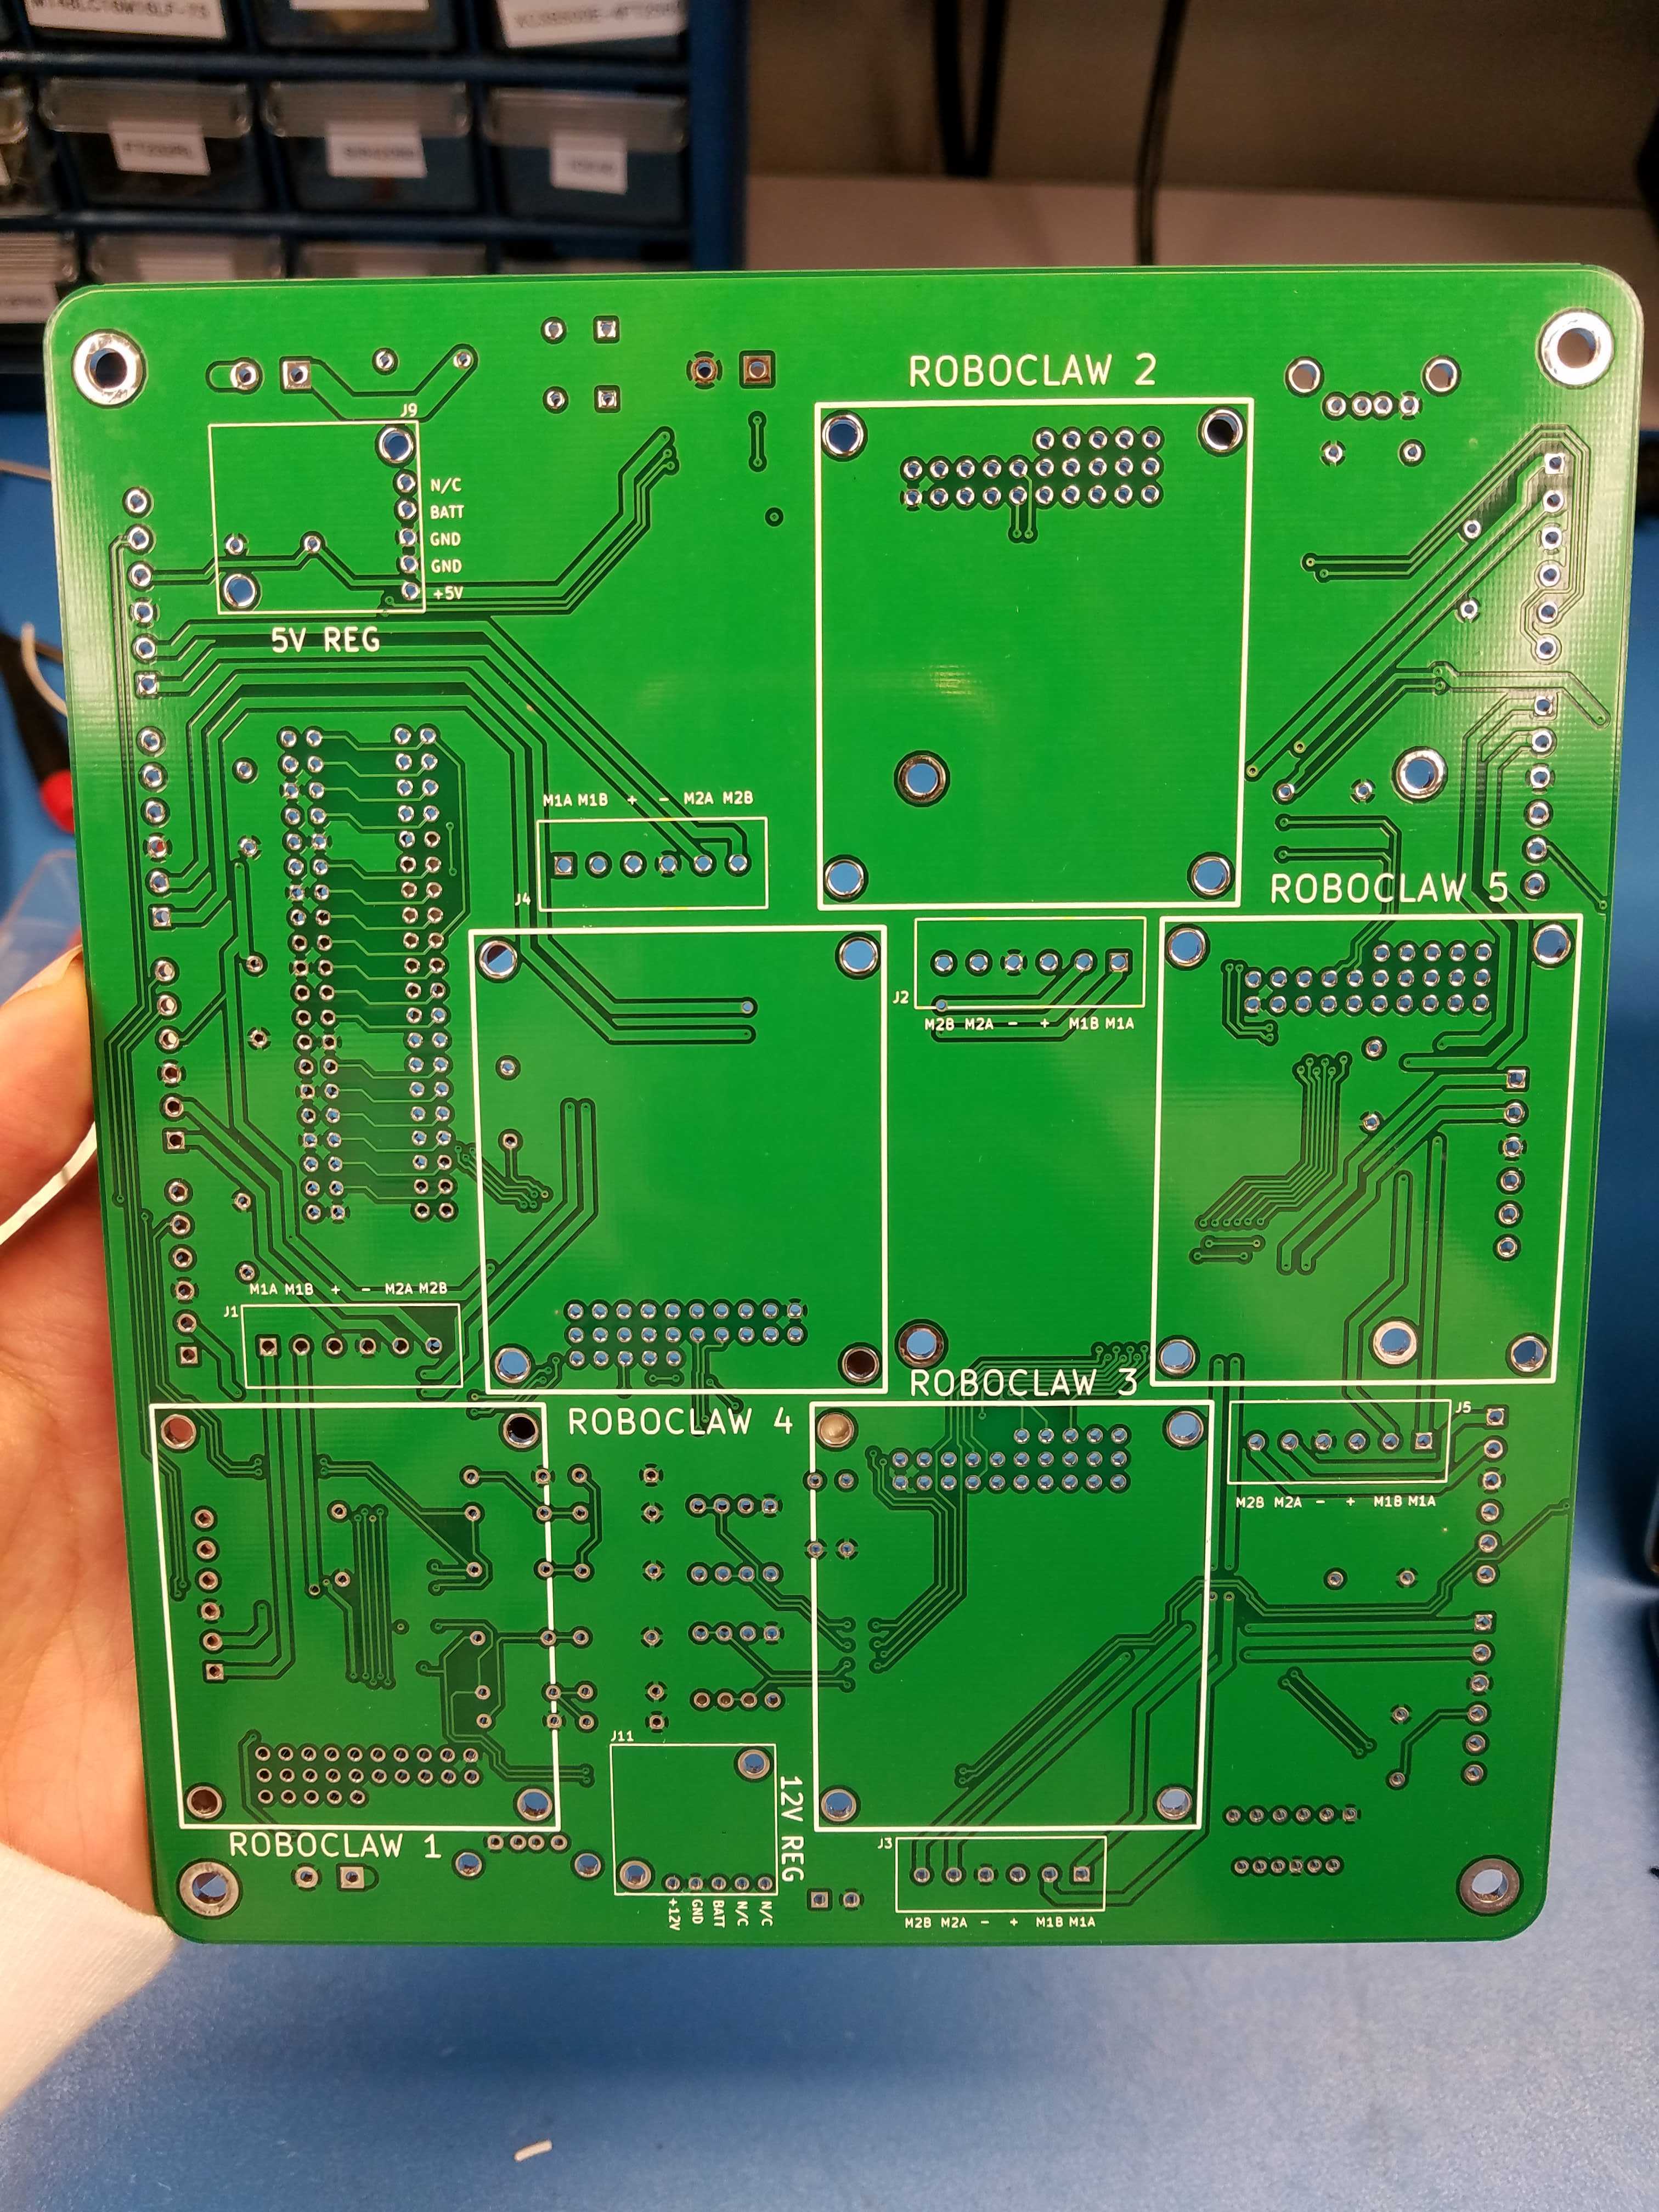 ROBOCLAW 2
J9
N/C
BATT
GND
GND
+5V
5V REG
M1A M1B + - M2A M2B
J4
ROBOCLAW 5
J2
M2B M2A - + M1B M1A
M1A M1B + - M2A M2B
J1
ROBOCLAW 3
ROBOCLAW 4
J5
M2B M2A - + M1B M1A
J11
12V REG
ROBOCLAW 1
J3
+12V
GND
BATT
N/C
N/C
M2B M2A - + M1B M1A